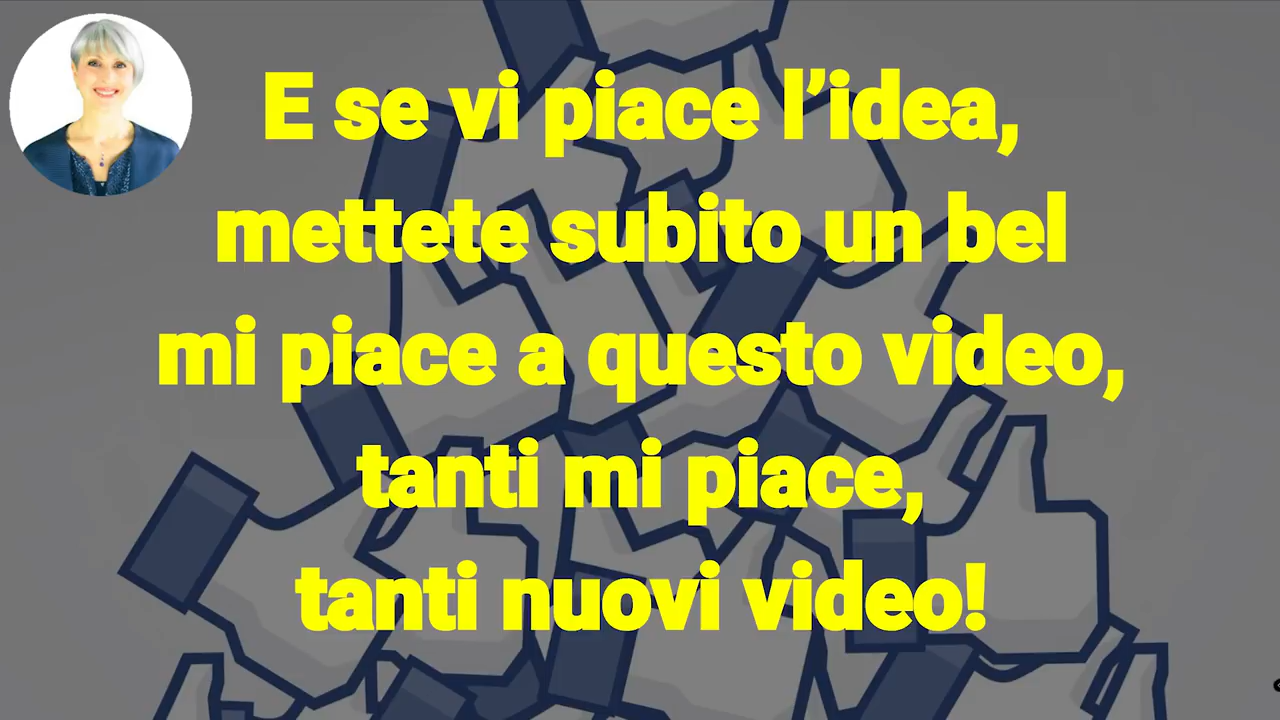 E se vi piace l’idea,
mettete subito un bel
mi piace a questo video,
tanti mi piace,
tanti nuovi video!